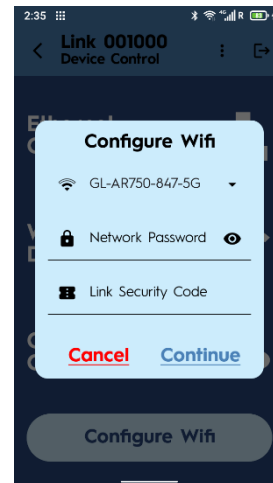 2:35
Link 001000
Device Control
Configure Wifi
GL-AR750-847-5G
Network Password
Link Security Code
Cancel Continue
Configure Wifi